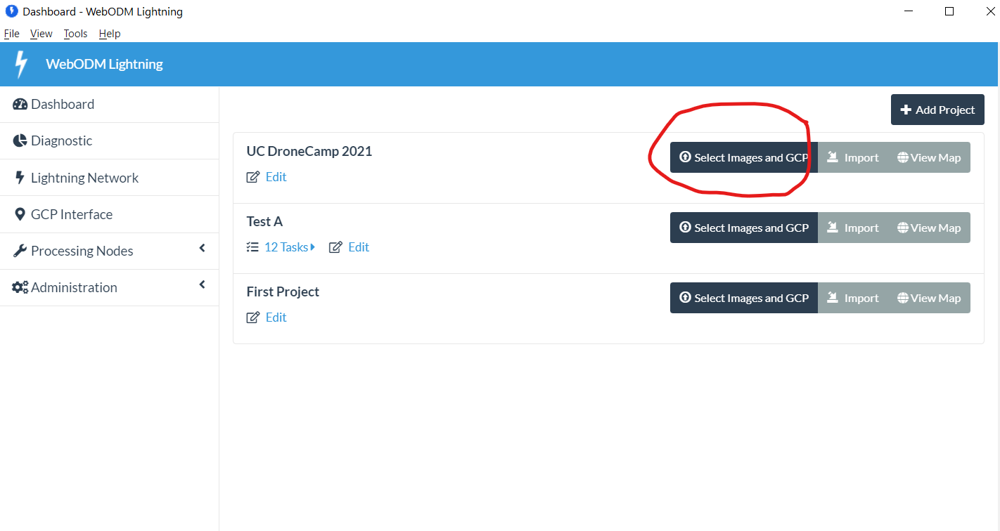 Dashboard - WebODM Lightning
File View Tools Help
WebODM Lightning
Dashboard
Diagnostic
Lightning Network
GCP Interface
Processing Nodes
Administration
Add Project
UC DroneCamp 2021
Select Images and GCP Import View Map
Edit
Test A
Select Images and GCP Import View Map
12 Tasks Edit
First Project
Select Images and GCP Import View Map
Edit